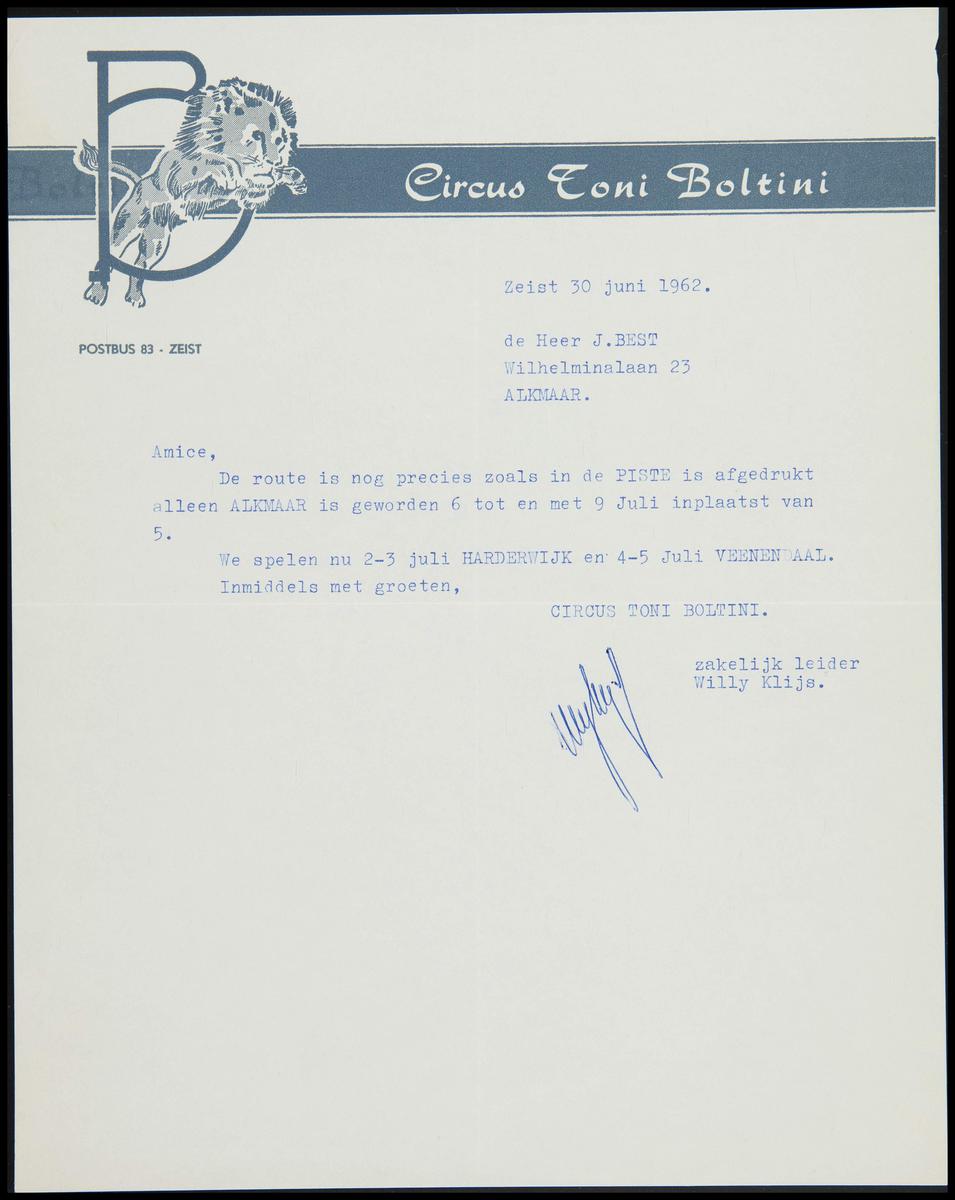 B
Circus Toni Boltini
POSTBUS 83 - ZEIST
Zeist 30 juni 1962.
de Heer J.BEST
Wilhelminalaan 23
ALKMAAR.
Amice,
De route is nog precies zoals in de PISTE is afgedrukt
alleen ALKMAAR is geworden 6 tot en met 9 Juli inplaatst van
5.
We spelen nu 2-3 juli HARDERWIJK en 4-5 Juli VEENENDAAL.
Inmiddels met groeten,
CIRCUS TONI BOLTINI.
zakelijk leider
Willy Klijs.